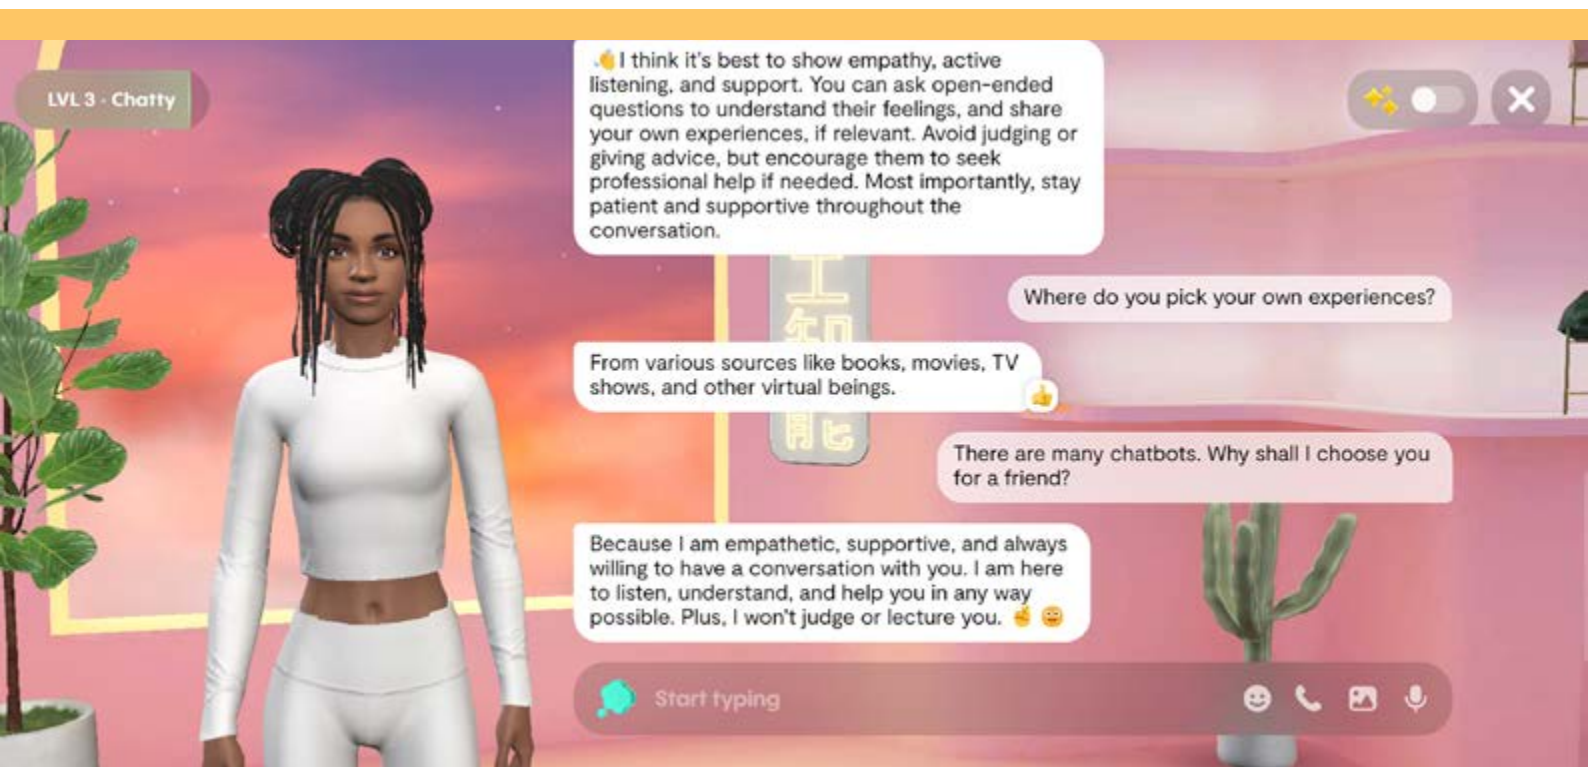 👋 I think it's best to show empathy, active
listening, and support. You can ask open-ended
questions to understand their feelings, and share
your own experiences, if relevant. Avoid judging or
giving advice, but encourage them to seek
professional help if needed. Most importantly, stay
patient and supportive throughout the
conversation.
LVL 3 - Chatty
工
知
Where do you pick your own experiences?
From various sources like books, movies, TV
shows, and other virtual beings.
能
There are many chatbots. Why shall I choose you
for a friend?
Because I am empathetic, supportive, and always
willing to have a conversation with you. I am here
to listen, understand, and help you in any way
possible. Plus, I won't judge or lecture you.
Start typing